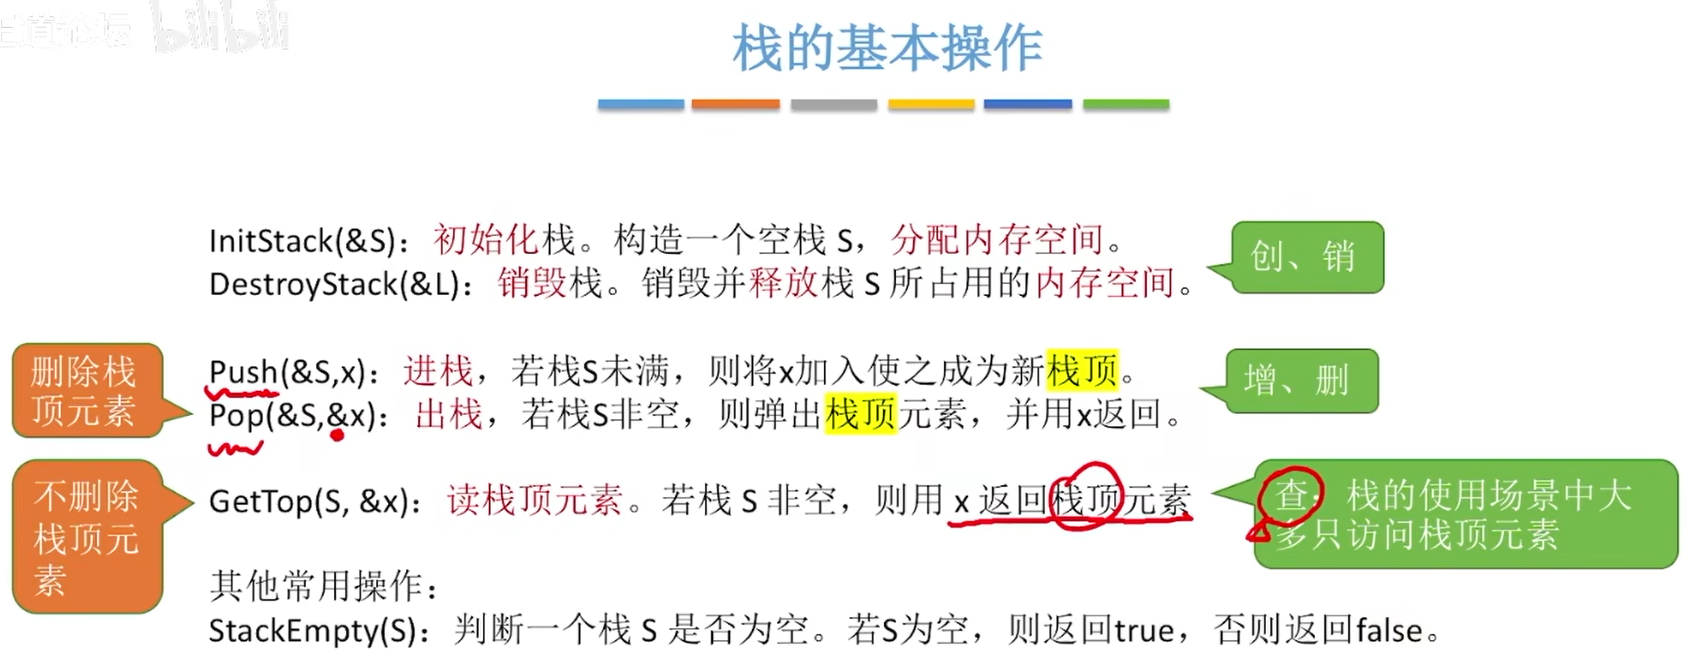 bilibili
栈的基本操作
InitStack(&S)：初始化栈。构造一个空栈 S，分配内存空间。
DestroyStack(&L)：销毁栈。销毁并释放栈 S 所占用的内存空间。
创、销
删除栈
顶元素
Push(&S,x)：进栈，若栈S未满，则将x加入使之成为新栈顶。
Pop(&S,&x)：出栈，若栈S非空，则弹出栈顶元素，并用x返回。
增、删
不删除
栈顶元
素
GetTop(S, &x)：读栈顶元素。若栈 S 非空，则用 x 返回栈顶元素
查：栈的使用场景中大
多只访问栈顶元素
其他常用操作：
StackEmpty(S)：判断一个栈 S 是否为空。若S为空，则返回true，否则返回false。